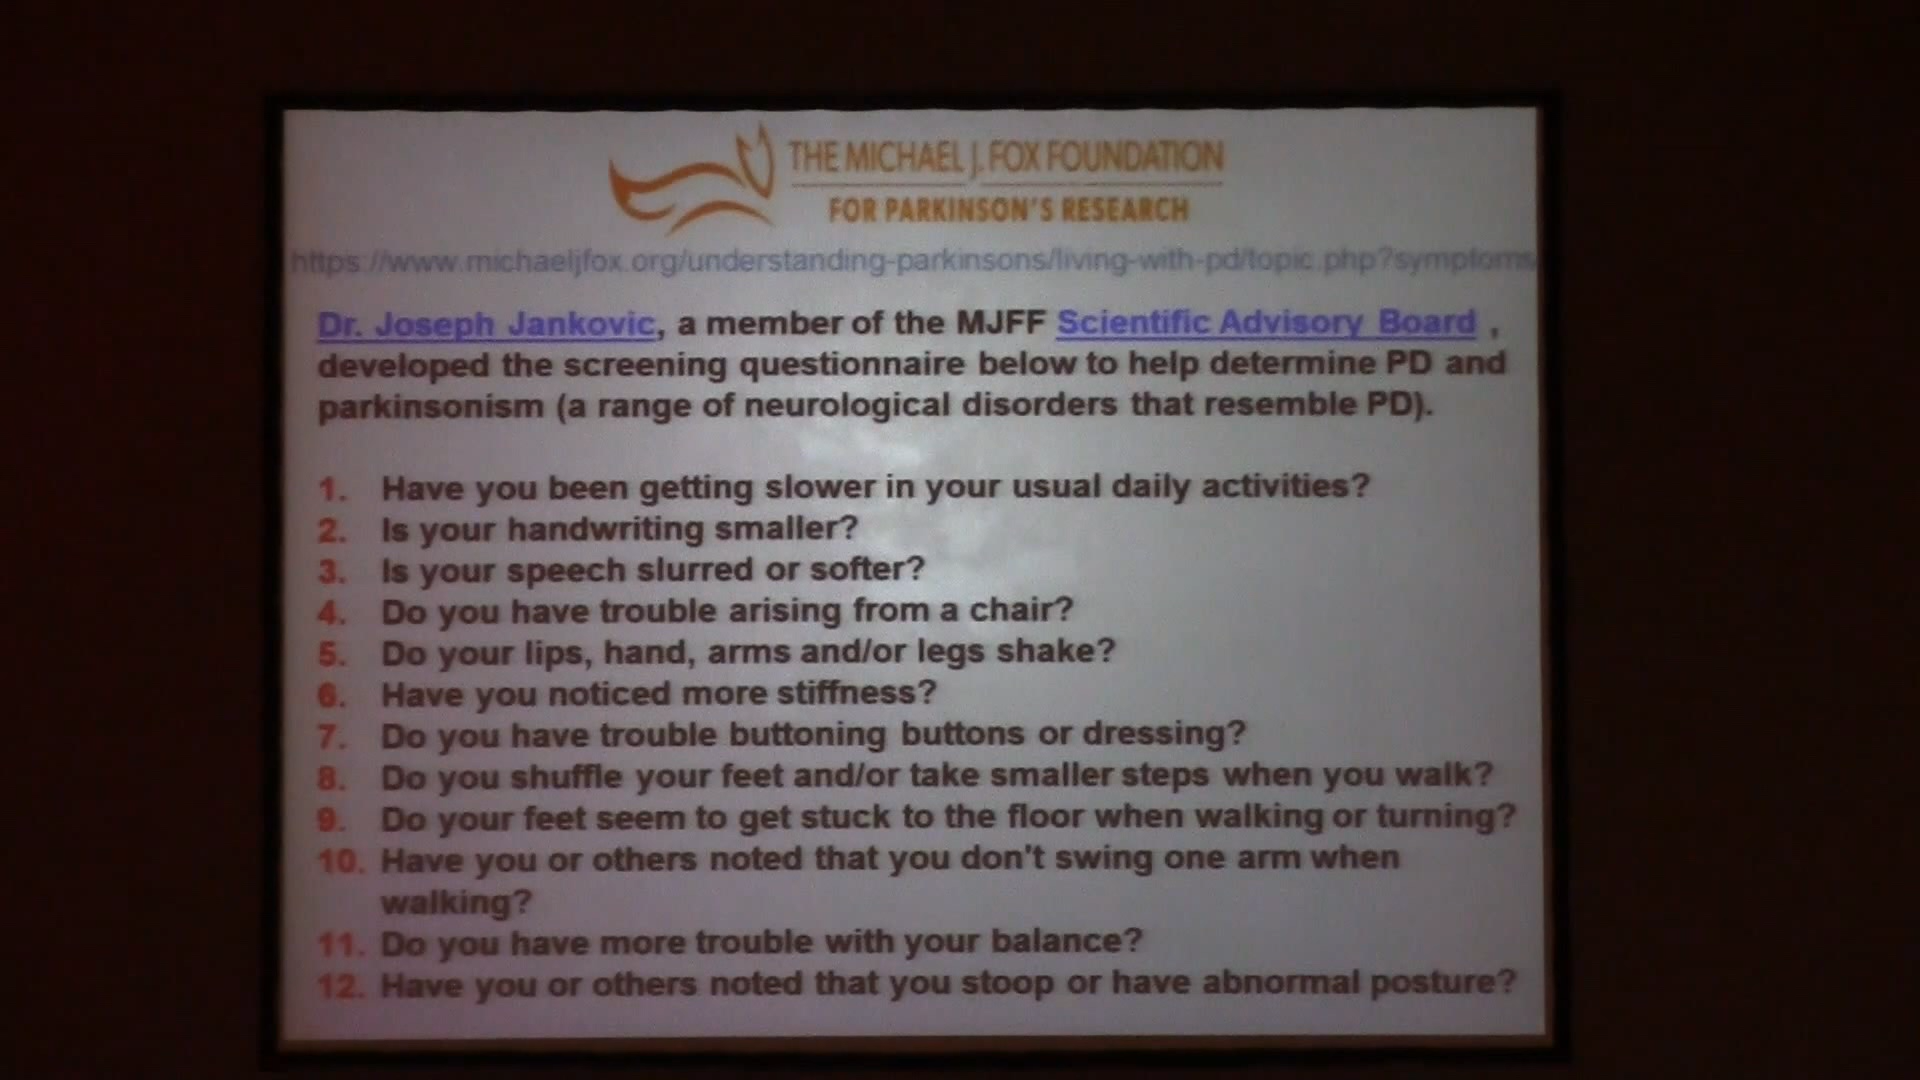 THE MICHAEL J. FOX FOUNDATION
FOR PARKINSON'S RESEARCH
https://www.michaeljfox.org/understanding-parkinsons/living-with-pd/topic.php?symptoms
Dr. Joseph Jankovic, a member of the MJFF Scientific Advisory Board ,
developed the screening questionnaire below to help determine PD and
parkinsonism (a range of neurological disorders that resemble PD).
1. Have you been getting slower in your usual daily activities?
2. Is your handwriting smaller?
3. Is your speech slurred or softer?
4. Do you have trouble arising from a chair?
5. Do your lips, hand, arms and/or legs shake?
6. Have you noticed more stiffness?
7. Do you have trouble buttoning buttons or dressing?
8. Do you shuffle your feet and/or take smaller steps when you walk?
9. Do your feet seem to get stuck to the floor when walking or turning?
10. Have you or others noted that you don't swing one arm when
walking?
11. Do you have more trouble with your balance?
12. Have you or others noted that you stoop or have abnormal posture?